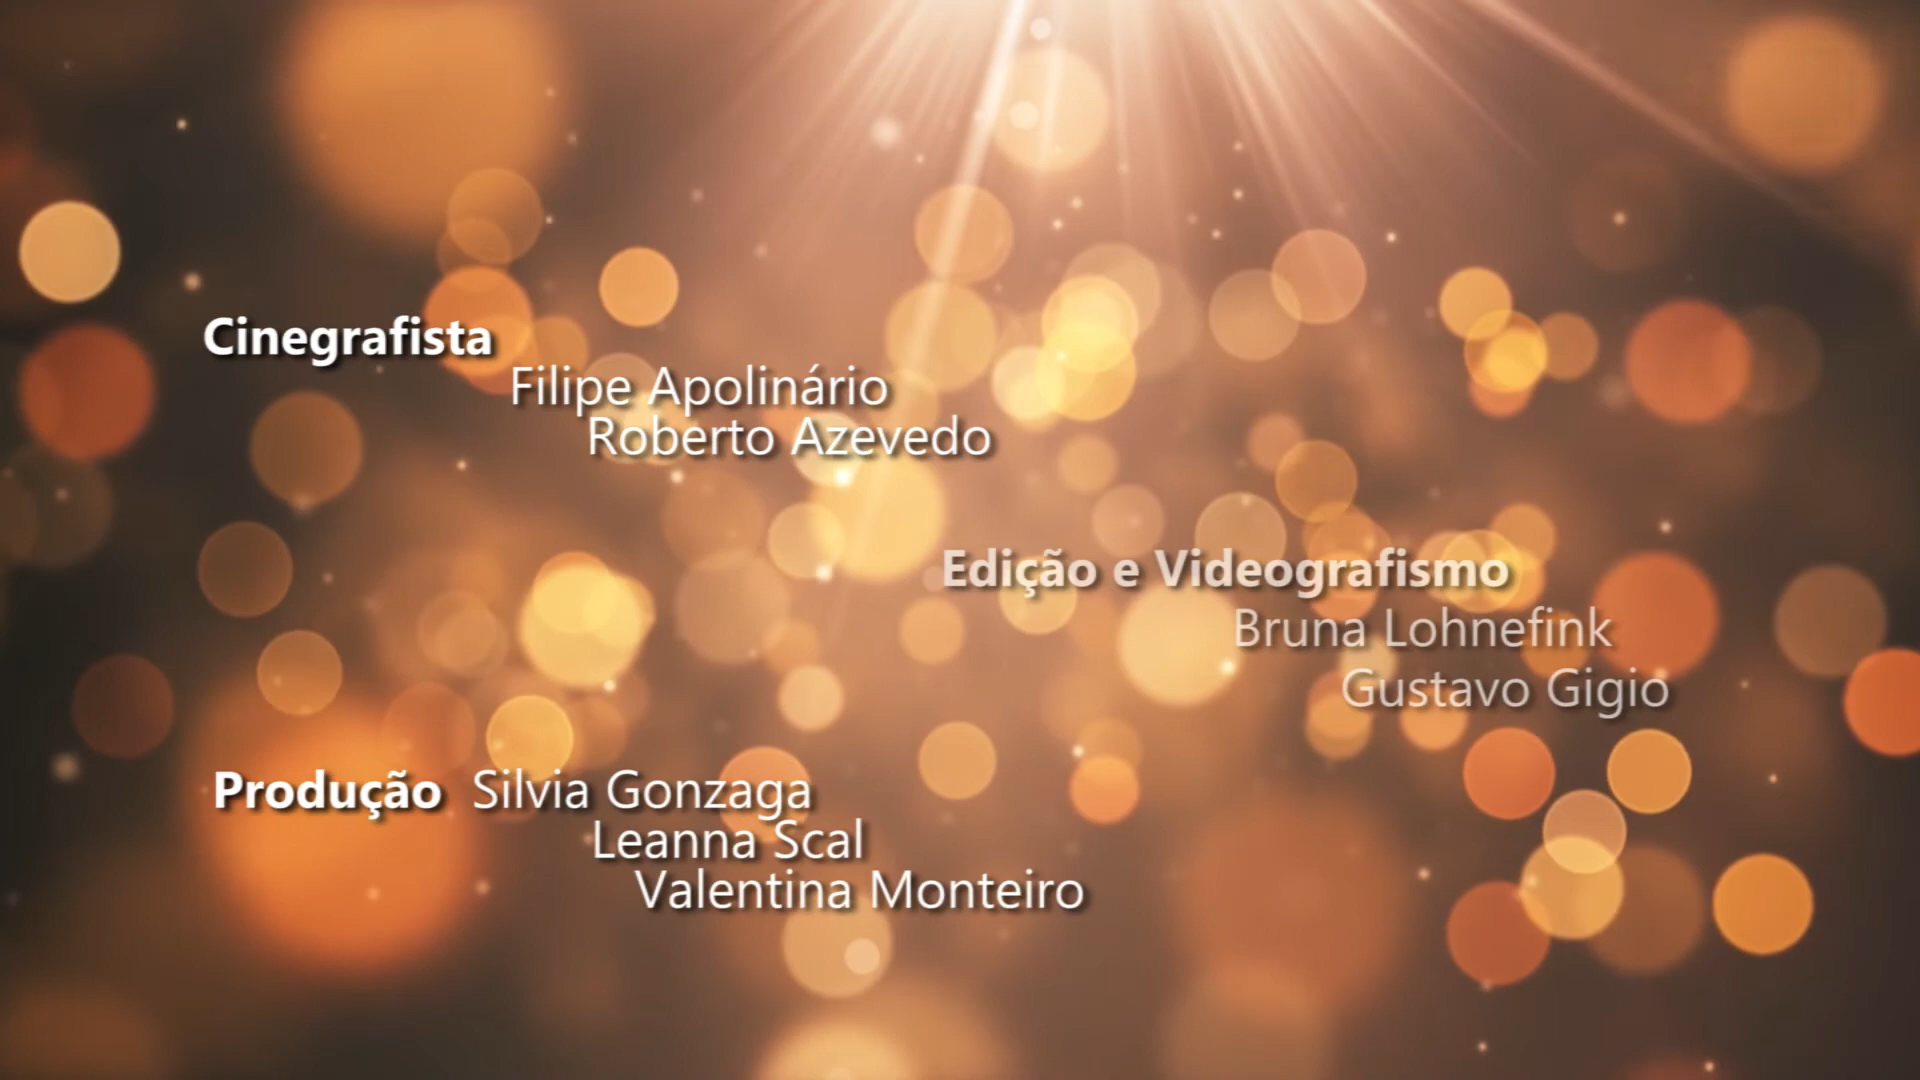 Cinegrafista
Filipe Apolinário
Roberto Azevedo
Edição e Videografismo
Bruna Lohnefink
Gustavo Gigio
Produção Silvia Gonzaga
Leanna Scal
Valentina Monteiro